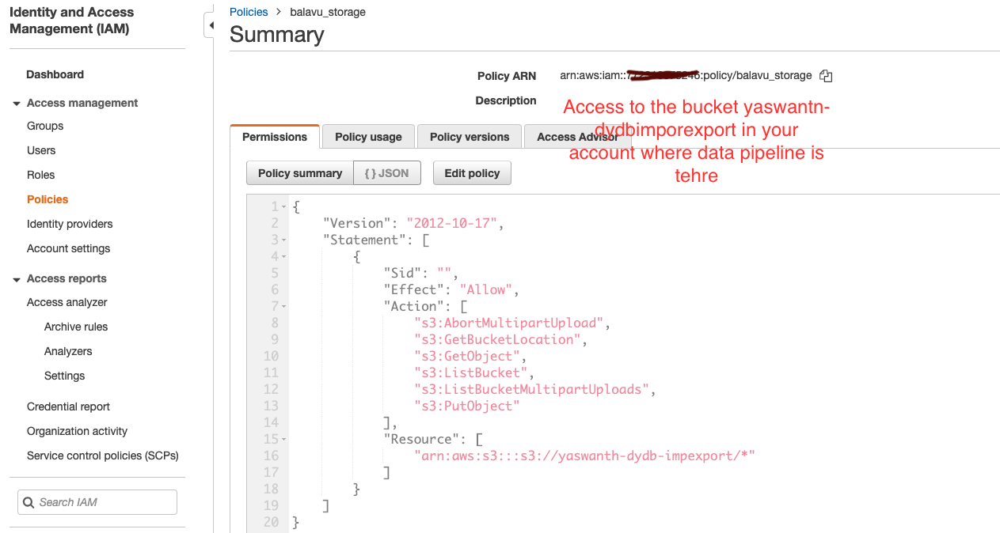 Identity and Access
Management (IAM)
Dashboard
Access management
Groups
Users
Roles
Policies
Identity providers
Account settings
Access reports
Access analyzer
Archive rules
Analyzers
Settings
Credential report
Organization activity
Service control policies (SCPs)
Search IAM
Policies > balavu_storage
Summary
Policy ARN arn:aws:iam::246:policy/balavu_storage
Description
Access to the bucket yaswantn-
dydbimporexport in your
account where data pipeline is
tehre
Permissions Policy usage Policy versions Access Advisor
Policy summary { } JSON Edit policy
1 {
2 "Version": "2012-10-17",
3 "Statement": [
4 {
5 "Sid": "",
6 "Effect": "Allow",
7 "Action": [
8 "s3:AbortMultipartUpload",
9 "s3:GetBucketLocation",
10 "s3:GetObject",
11 "s3:ListBucket",
12 "s3:ListBucketMultipartUploads",
13 "s3:PutObject"
14 ],
15 "Resource": [
16 "arn:aws:s3:::s3://yaswanth-dydb-impexport/*"
17 ]
18 }
19 ]
20 }